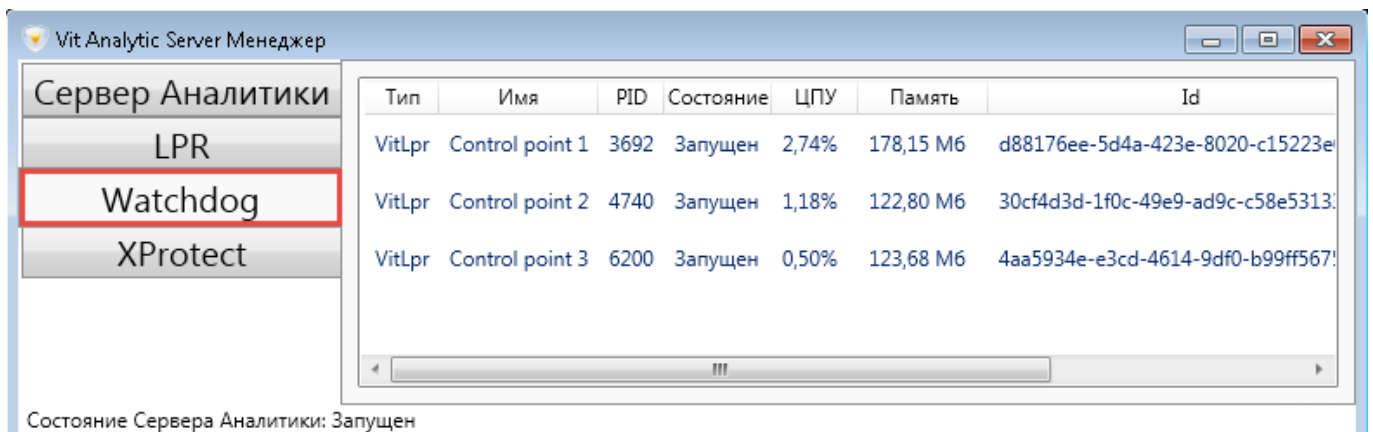 Vit Analytic Server Менеджер
Сервер Аналитики
LPR
Watchdog
XProtect
Тип Имя PID Состояние ЦПУ Память Id
VitLpr Control point 1 3692 Запущен 2,74% 178,15 Мб d88176ee-5d4a-423e-8020-c15223e
VitLpr Control point 2 4740 Запущен 1,18% 122,80 Мб 30cf4d3d-1f0c-49e9-ad9c-c58e5313
VitLpr Control point 3 6200 Запущен 0,50% 123,68 Мб 4aa5934e-e3cd-4614-9df0-b99ff567
Состояние Сервера Аналитики: Запущен